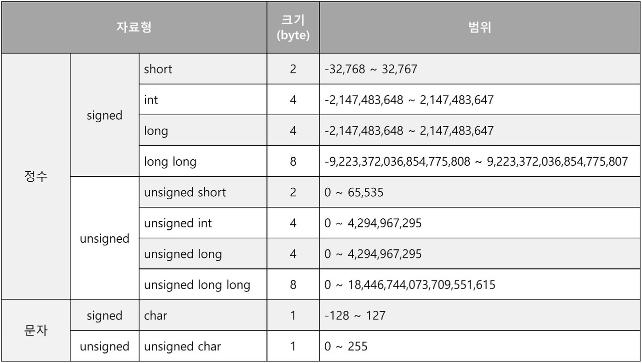 자료형 크기 (byte) 범위
정수 signed short 2 -32,768 ~ 32,767
int 4 -2,147,483,648 ~ 2,147,483,647
long 4 -2,147,483,648 ~ 2,147,483,647
long long 8 -9,223,372,036,854,775,808 ~ 9,223,372,036,854,775,807
unsigned unsigned short 2 0 ~ 65,535
unsigned int 4 0 ~ 4,294,967,295
unsigned long 4 0 ~ 4,294,967,295
unsigned long long 8 0 ~ 18,446,744,073,709,551,615
문자 signed char 1 -128 ~ 127
unsigned unsigned char 1 0 ~ 255